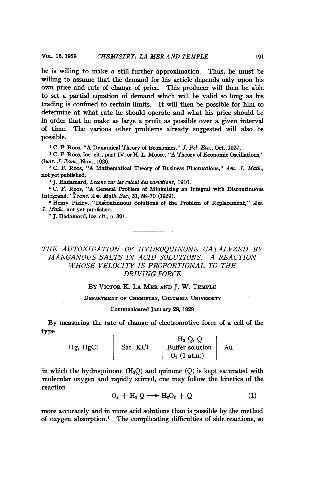 VOL. 15, 1929 CHEMISTRY: LA MER AND TEMPLE 191
he is willing to make a still further approximation. Thus, he must be
willing to assume that the demand for his article depends only upon his
own price and rate of change of price. This producer will then be able
to set a partial equation of demand which will be valid so long as his
trading is confined to certain limits. It will then be possible for him to
determine at what rate he should operate and what his price should be
in order that he make as large a profit as possible over a given interval
of time. The various other problems already suggested will also be
possible.
¹ C. F. Roos, "A Dynamical Theory of Economics," J. Pol. Eco., Oct., 1927.
² C. F. Roos, loc. cit., part IV, or H. L. Moore, "A Theory of Economic Oscillations,"
Quar. J. Eco., Nov., 1920.
³ C. F. Roos, "A Mathematical Theory of Business Fluctuations," Am. J. Math.,
not yet published.
⁴ J. Hadamard, Leçons sur les calcul des variations, 1910.
⁵ C. F. Roos, "A General Problem of Minimizing an Integral with Discontinuous
Integrand," Trans. Am. Math. Soc., 31, 58-70 (1929).
⁶ Henry Pixley, "Discontinuous Solutions of the Problem of Replacement," Am.
J. Math., not yet published.
⁷ J. Hadamard, loc. cit., p. 391.
THE AUTOXIDATION OF HYDROQUINONE CATALYZED BY
MANGANOUS SALTS IN ACID SOLUTIONS. A REACTION
WHOSE VELOCITY IS PROPORTIONAL TO THE
DRIVING FORCE
BY VICTOR K. LA MER AND J. W. TEMPLE
DEPARTMENT OF CHEMISTRY, COLUMBIA UNIVERSITY
Communicated January 28, 1929
By measuring the rate of change of electromotive force of a cell of the
type
H₂ Q, Q
Hg, HgCl | Sat. KCl | Buffer solution | Au
O₂ (1 atm.)
in which the hydroquinone (H₂Q) and quinone (Q) is kept saturated with
molecular oxygen and rapidly stirred, one may follow the kinetics of the
reaction
O₂ + H₂ Q ⟶ H₂O₂ + Q (1)
more accurately and in more acid solutions than is possible by the method
of oxygen absorption.¹ The complicating difficulties of side reactions, so